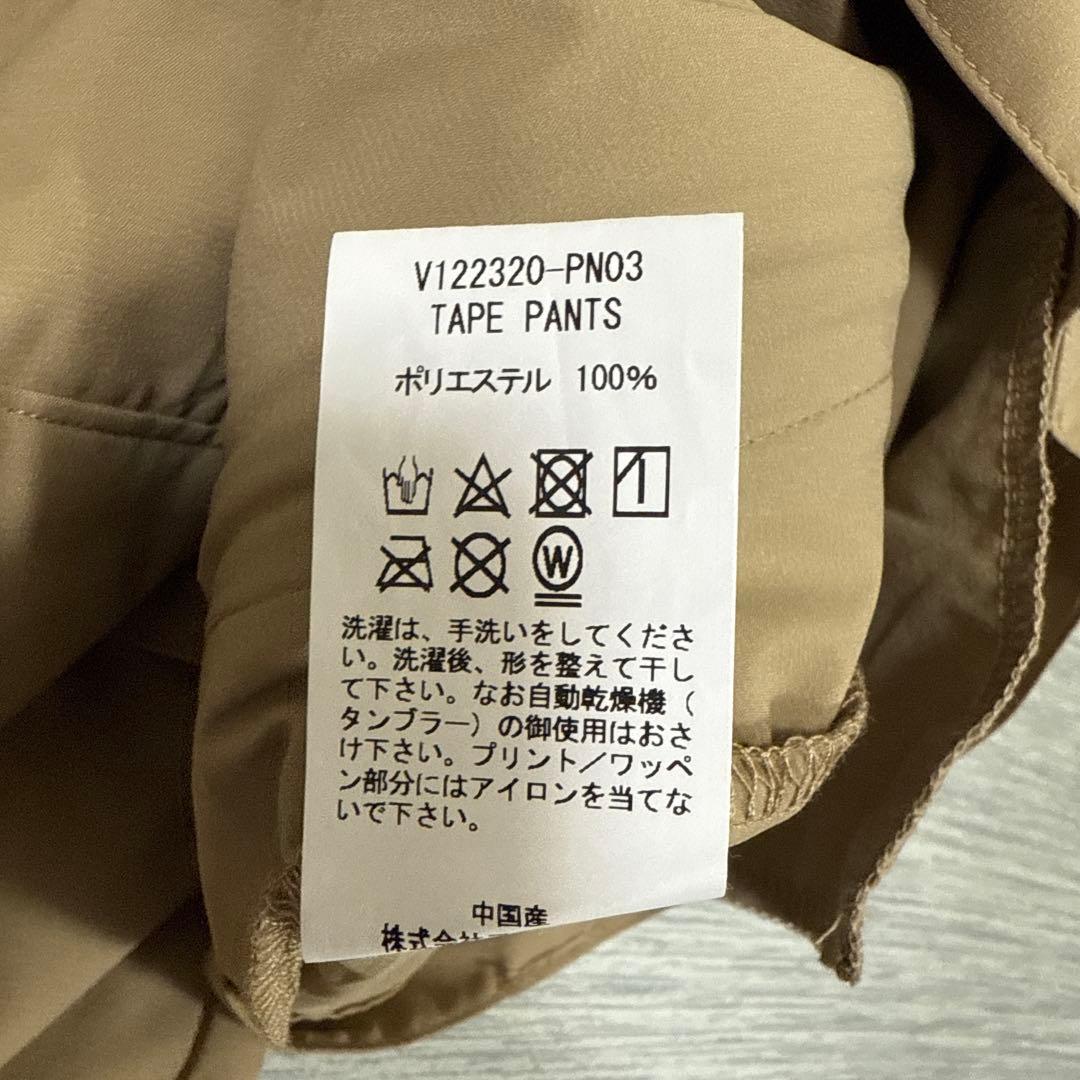 V122320-PN03
TAPE PANTS
ポリエステル 100%
W
洗濯は、手洗いをしてくださ
い。洗濯後、形を整えて干し
て下さい。なお自動乾燥機（
タンブラー）の御使用はおさ
け下さい。プリント／ワッペ
ン部分にはアイロンを当てな
いで下さい。
中国産
株式会社